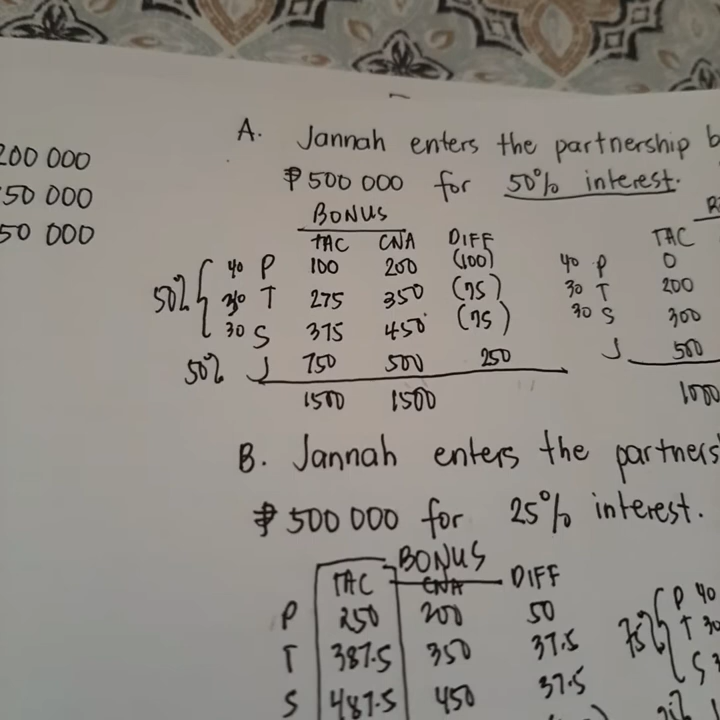 200 000
350 000
50 000
A. Jannah enters the partnership b
₱500 000 for 50% interest.
BONUS
TAC CNA DIFF
50% 40 P 100 200 (100)
30 T 275 350 (75)
30 S 375 450 (75)
50% J 750 500 250
1500 1500
TAC
40 P 0
30 T 200
30 S 300
J 500
1000
B. Jannah enters the partners
₱500 000 for 25% interest.
BONUS
TAC CNA DIFF
P 250 200 50
T 387.5 350 37.5
S 487.5 450 37.5
75% P 40
T 30
S 3